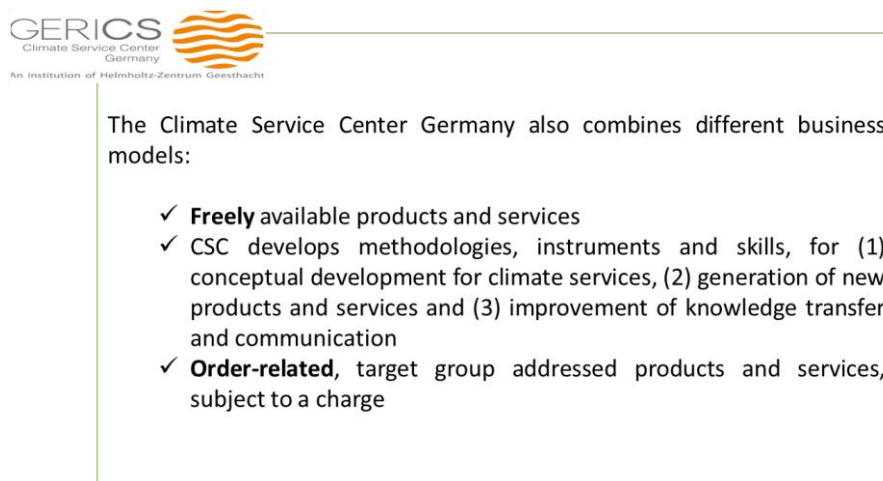 GERICS
Climate Service Center
Germany
An institution of Helmholtz-Zentrum Geesthacht
The Climate Service Center Germany also combines different business
models:
✓ Freely available products and services
✓ CSC develops methodologies, instruments and skills, for (1)
conceptual development for climate services, (2) generation of new
products and services and (3) improvement of knowledge transfer
and communication
✓ Order-related, target group addressed products and services,
subject to a charge